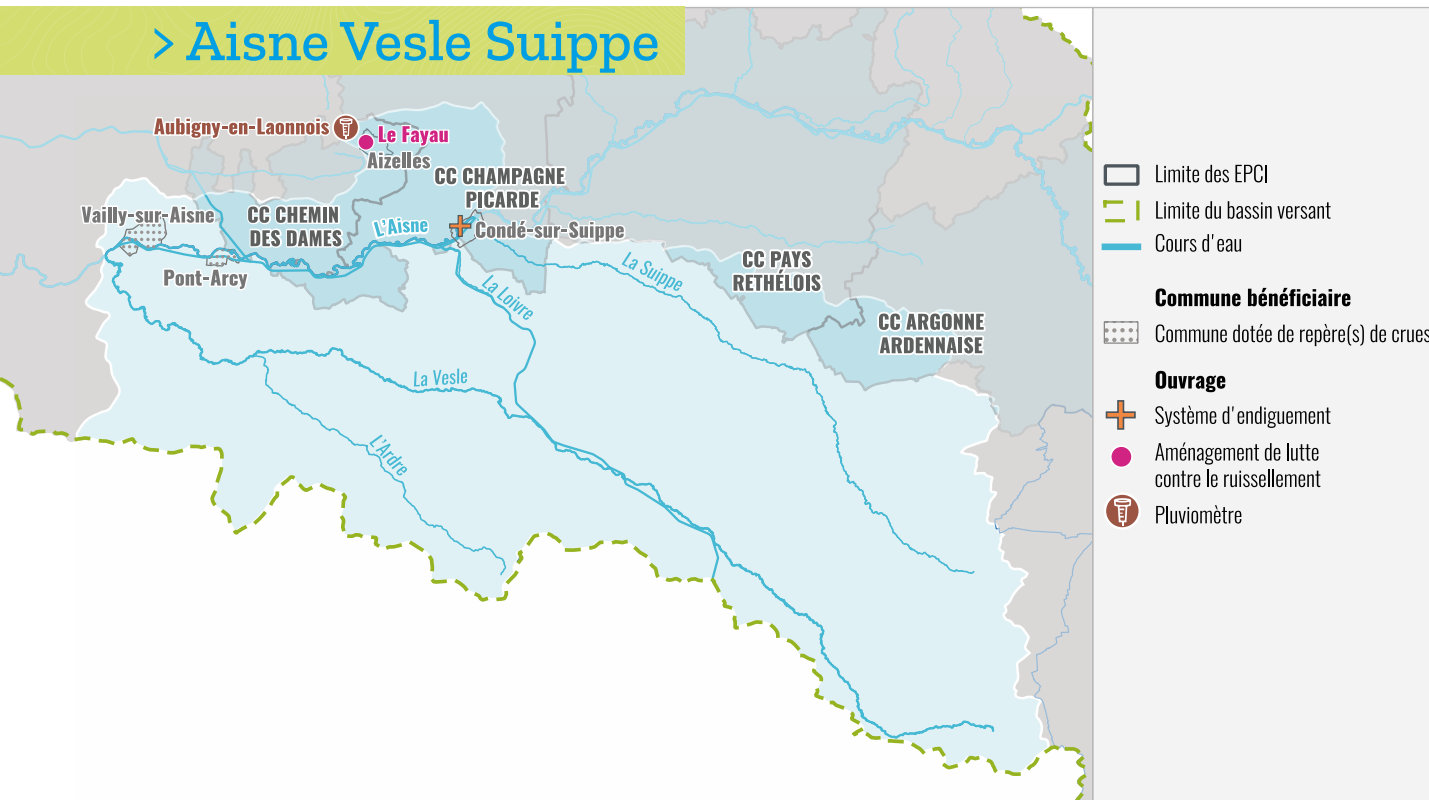 > Aisne Vesle Suippe
Aubigny-en-Laonnois
Le Fayau
Aizelles
CC CHAMPAGNE
PICARDE
Vailly-sur-Aisne
CC CHEMIN
DES DAMES
L'Aisne
Condé-sur-Suippe
Pont-Arcy
La Loivre
La Suippe
CC PAYS
RETHÉLOIS
CC ARGONNE
ARDENNAISE
La Vesle
L'Ardre
Limite des EPCI
Limite du bassin versant
Cours d'eau
Commune bénéficiaire
Commune dotée de repère(s) de crues
Ouvrage
Système d'endiguement
Aménagement de lutte
contre le ruissellement
Pluviomètre